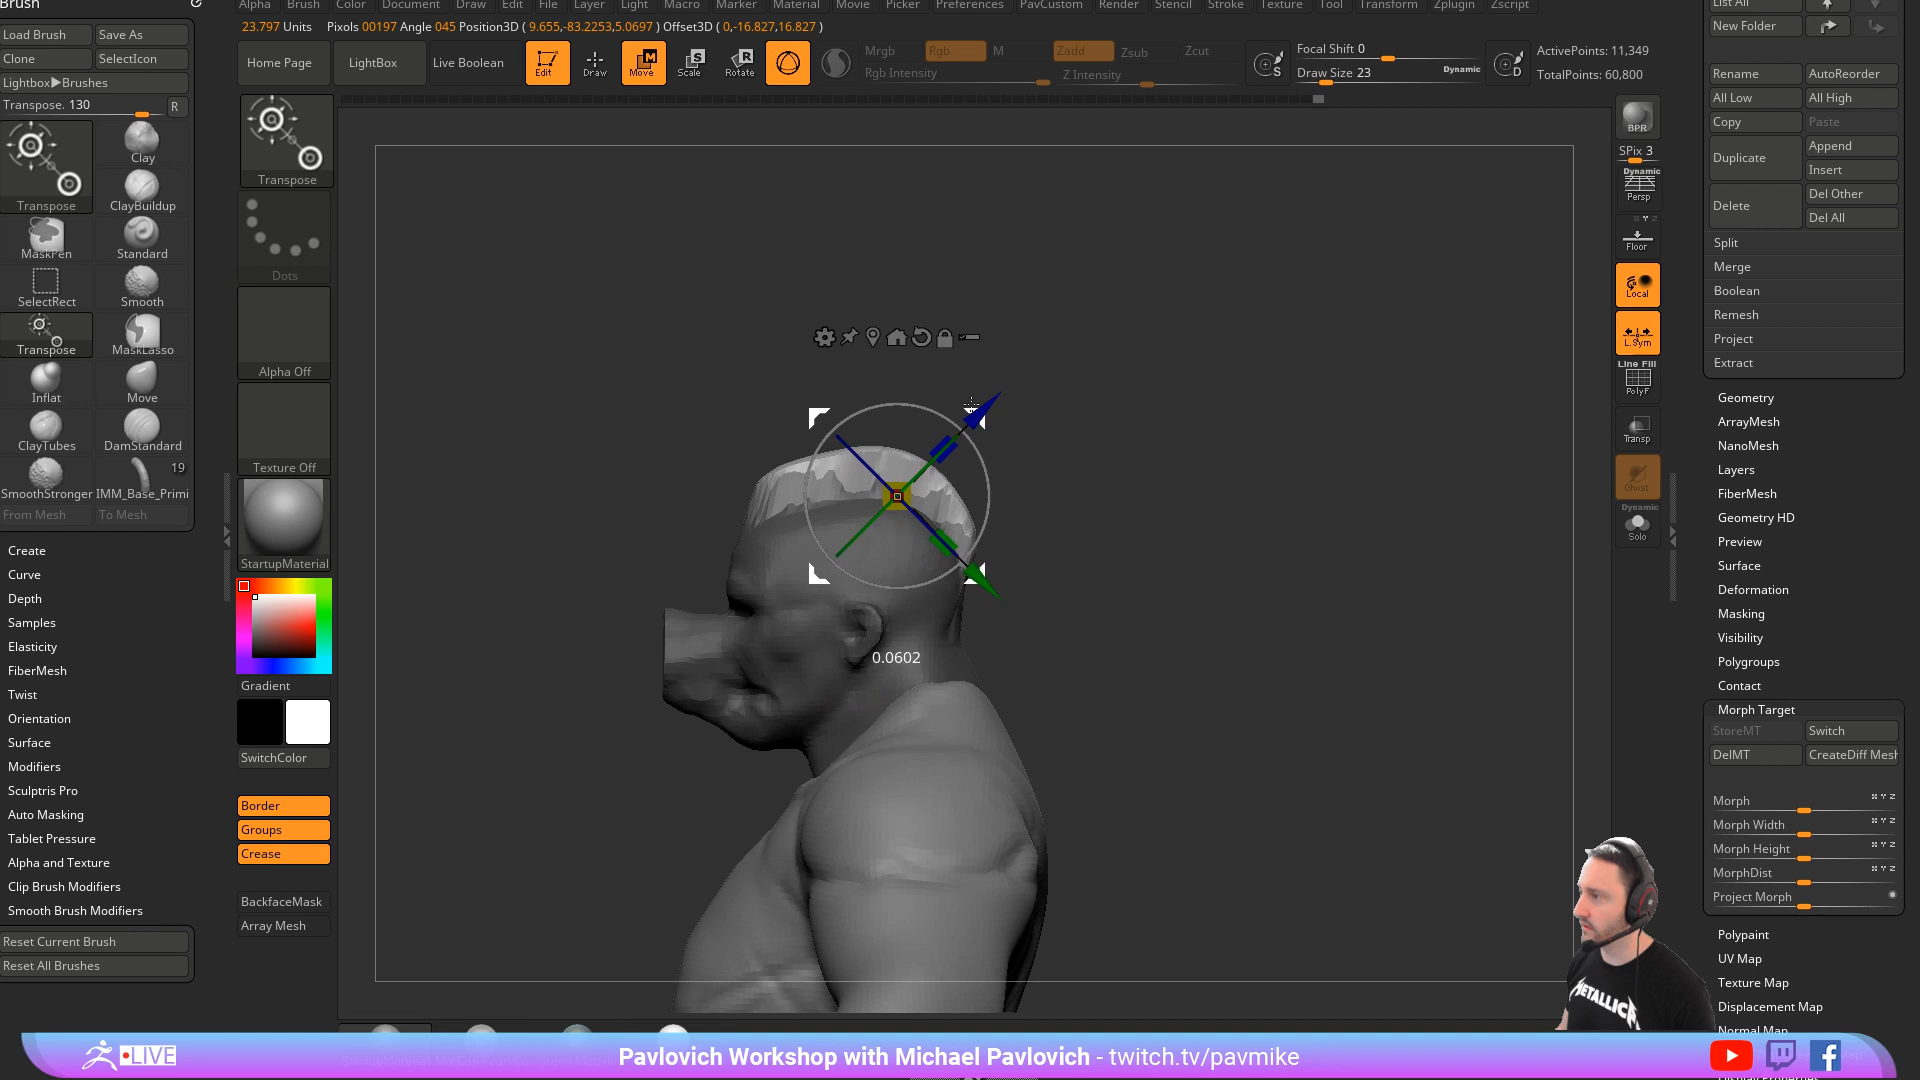 Brush
Alpha Brush Color Document Draw Edit File Layer Light Macro Material Movie Picker Preferences PavCustom Render Stencil Stroke Texture Tool Transform Zplugin Zscript
23.797 Units Pixols 00197 Angle 045 Position3D ( 9.655,-83.2253,5.0697 ) Offset3D ( 0,-16.827,16.827 )
Load Brush Save As
Clone SelectIcon
Lightbox▶Brushes
Transpose. 130 R
Transpose
Clay
ClayBuildup
MaskPen Standard
SelectRect Smooth
Transpose MaskLasso
Inflat Move
ClayTubes DamStandard
19
SmoothStronger IMM_Base_Primi
From Mesh To Mesh
Create
Curve
Depth
Samples
Elasticity
FiberMesh
Twist
Orientation
Surface
Modifiers
Sculptris Pro
Auto Masking
Tablet Pressure
Alpha and Texture
Clip Brush Modifiers
Smooth Brush Modifiers
Reset Current Brush
Reset All Brushes
Home Page LightBox Live Boolean Edit Draw Move Scale Rotate
Mrgb Rgb M Zadd Zsub Zcut
Rgb Intensity Z Intensity
S
Focal Shift 0
Draw Size 23 Dynamic
D
ActivePoints: 11,349
TotalPoints: 60,800
Transpose
Dots
Alpha Off
Texture Off
StartupMaterial
Gradient
SwitchColor
Border
Groups
Crease
BackfaceMask
Array Mesh
0.0602
BPR
SPix 3
Dynamic
Persp
Floor
Local
L.Sym
Line Fill
PolyF
Transp
Ghost
Dynamic
Solo
List All
New Folder
Rename AutoReorder
All Low All High
Copy Paste
Duplicate Append
Insert
Delete Del Other
Del All
Split
Merge
Boolean
Remesh
Project
Extract
Geometry
ArrayMesh
NanoMesh
Layers
FiberMesh
Geometry HD
Preview
Surface
Deformation
Masking
Visibility
Polygroups
Contact
Morph Target
StoreMT Switch
DelMT CreateDiff Mesh
Morph X Y Z
Morph Width X Y Z
Morph Height X Y Z
MorphDist X Y Z
Project Morph
Polypaint
UV Map
Texture Map
Displacement Map
Normal Map
METALLICA
LIVE
Pavlovich Workshop with Michael Pavlovich - twitch.tv/pavmike